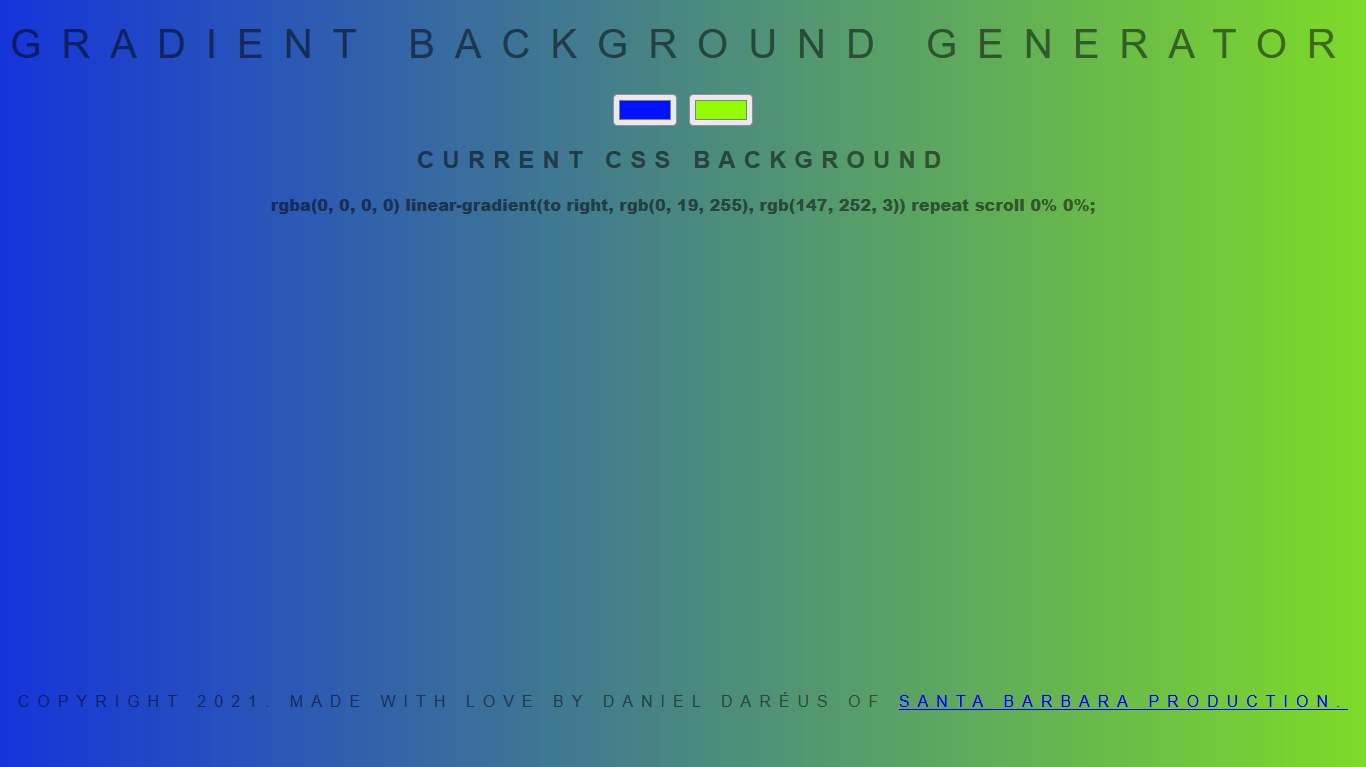 GRADIENT BACKGROUND GENERATOR
CURRENT CSS BACKGROUND
rgba(0, 0, 0, 0) linear-gradient(to right, rgb(0, 19, 255), rgb(147, 252, 3)) repeat scroll 0% 0%;
COPYRIGHT 2021. MADE WITH LOVE BY DANIEL DARÉUS OF SANTA BARBARA PRODUCTION.